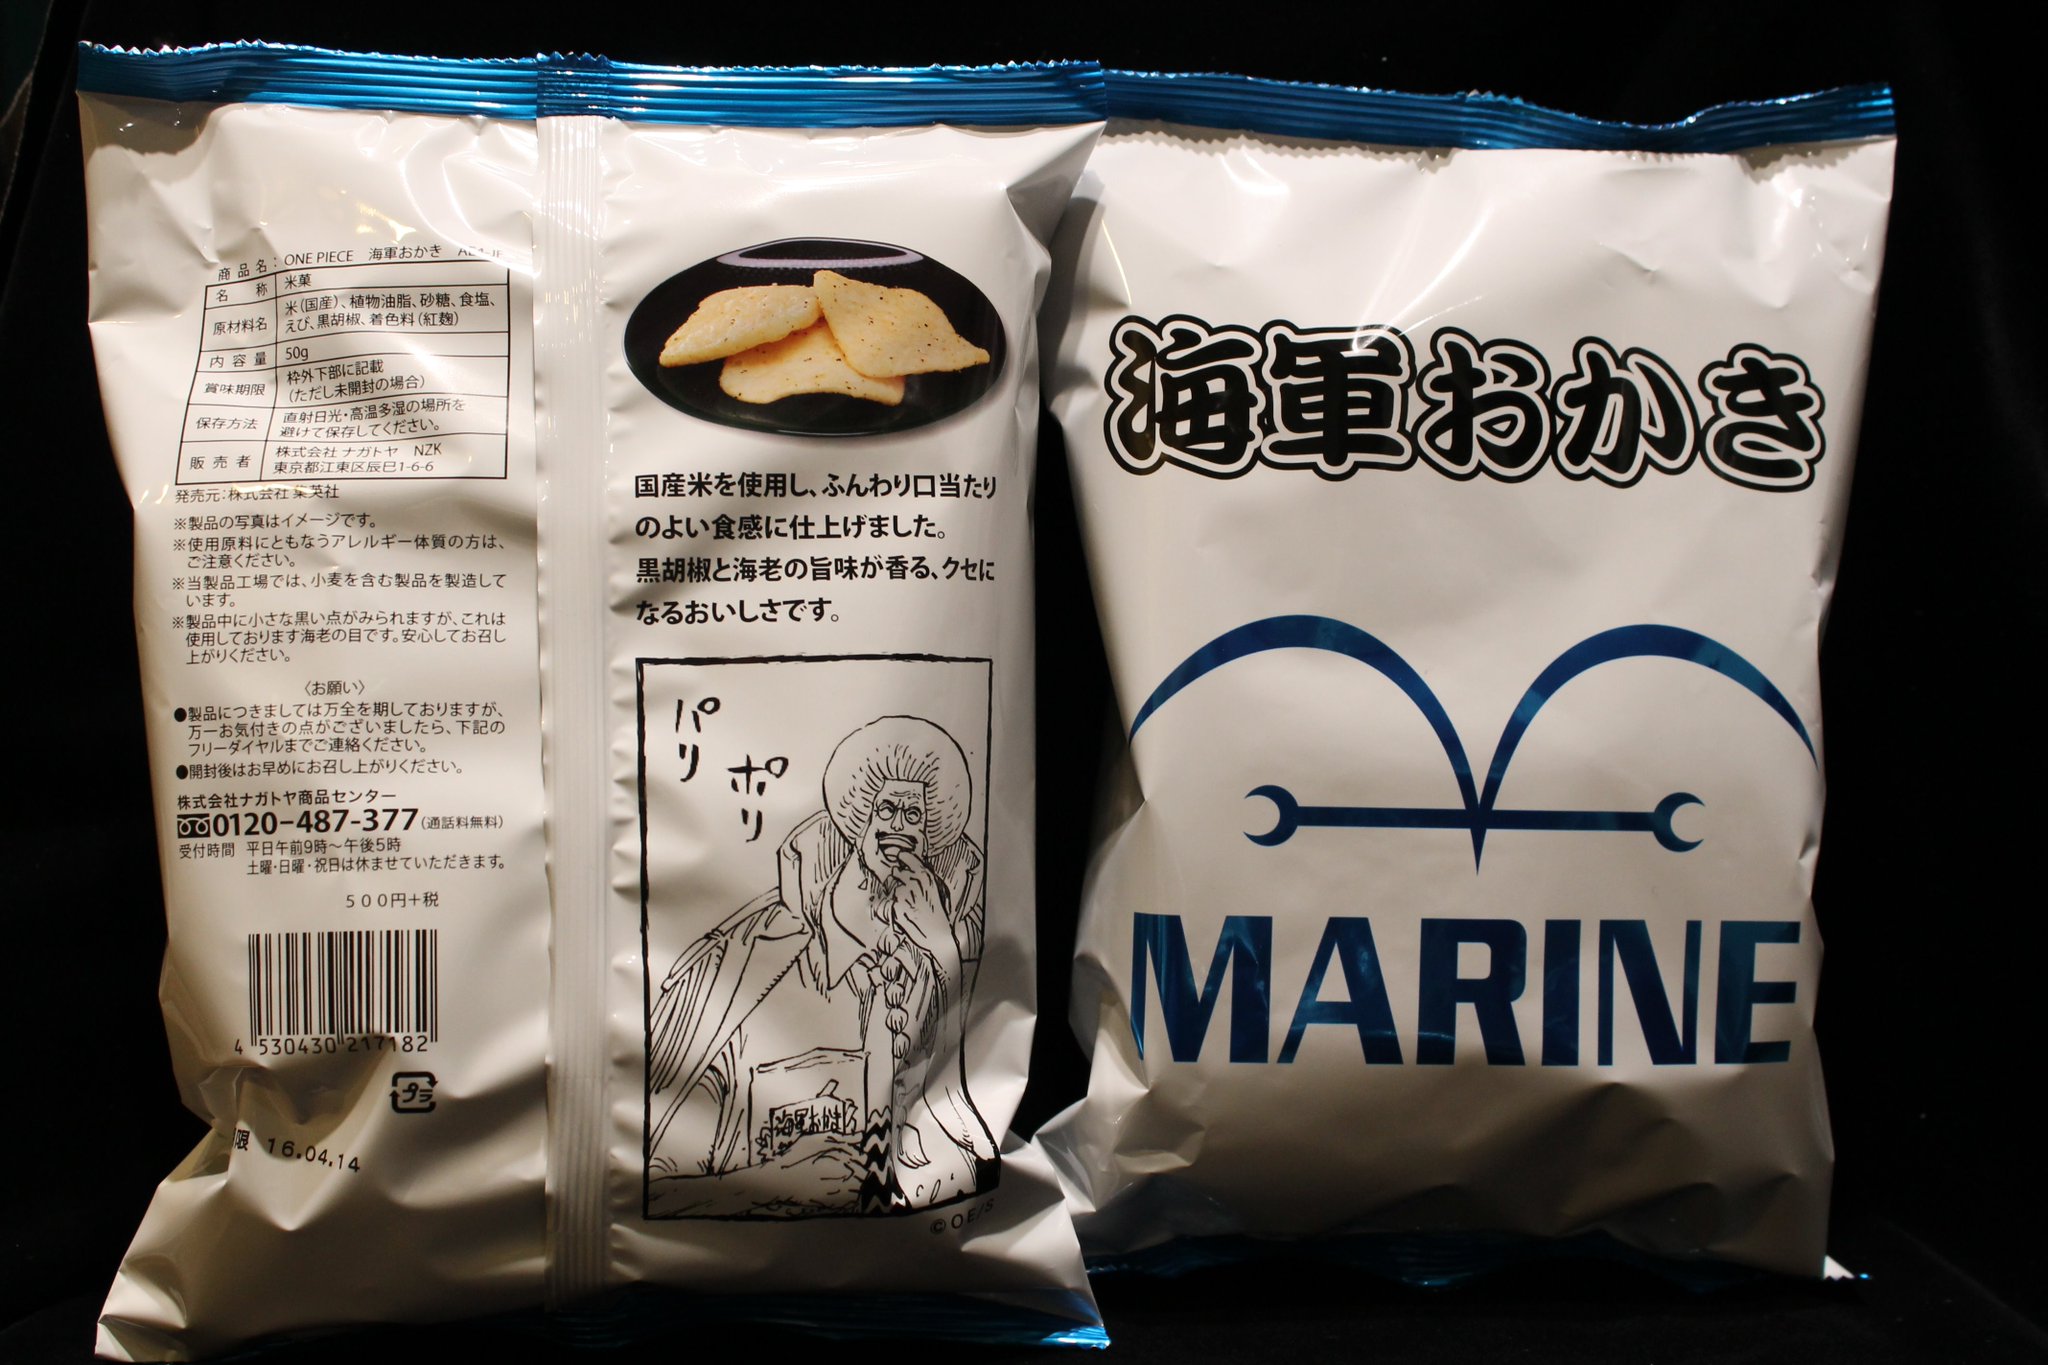 商品名: ONE PIECE 海軍おかき
名称 米菓
原材料名 米(国産)、植物油脂、砂糖、食塩、
えび、黒胡椒、着色料(紅麹)
内容量 50g
賞味期限 枠外下部に記載
(ただし未開封の場合)
保存方法 直射日光・高温多湿の場所を
避けて保存してください。
販売者 株式会社 ナガトヤ NZK
東京都江東区辰巳1-6-6
発売元:株式会社 集英社
※製品の写真はイメージです。
※使用原料にともなうアレルギー体質の方は、
ご注意ください。
※当製品工場では、小麦を含む製品を製造して
います。
※製品中に小さな黒い点がみられますが、これは
使用しております海老の目です。安心してお召し
上がりください。
〈お願い〉
●製品につきましては万全を期しておりますが、
万一お気付きの点がございましたら、下記の
フリーダイヤルまでご連絡ください。
●開封後はお早めにお召し上がりください。
株式会社ナガトヤ商品センター
0120-487-377(通話料無料)
受付時間 平日午前9時～午後5時
土曜・日曜・祝日は休ませていただきます。
500円+税
4 530430 217182
プラ
限 16.04.14
国産米を使用し、ふんわり口当たり
のよい食感に仕上げました。
黒胡椒と海老の旨味が香る、クセに
なるおいしさです。
パリ
ポリ
海軍おかき
©OE/S
海軍おかき
MARINE